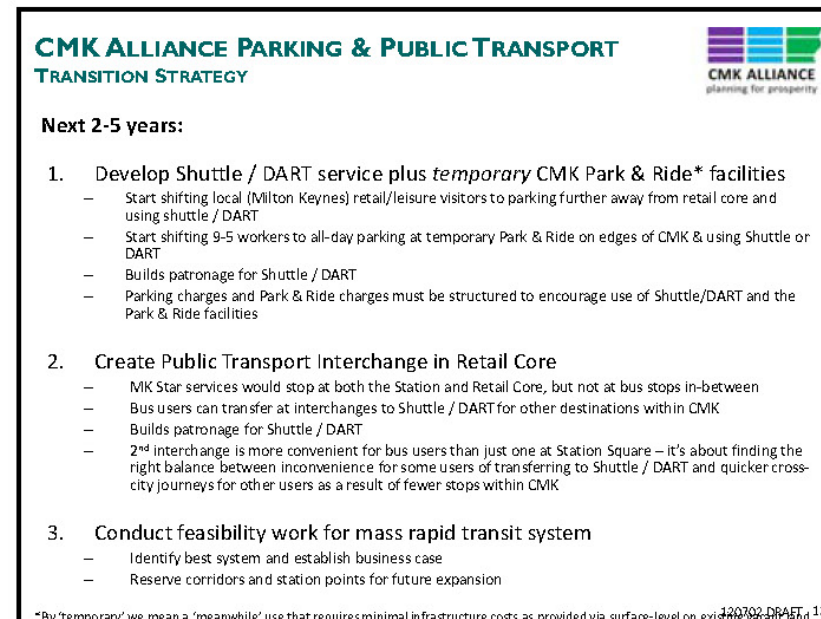 CMK ALLIANCE PARKING & PUBLIC TRANSPORT
TRANSITION STRATEGY
CMK ALLIANCE
planning for prosperity
Next 2-5 years:
1. Develop Shuttle / DART service plus temporary CMK Park & Ride* facilities
– Start shifting local (Milton Keynes) retail/leisure visitors to parking further away from retail core and
using shuttle / DART
– Start shifting 9-5 workers to all-day parking at temporary Park & Ride on edges of CMK & using Shuttle or
DART
– Builds patronage for Shuttle / DART
– Parking charges and Park & Ride charges must be structured to encourage use of Shuttle/DART and the
Park & Ride facilities
2. Create Public Transport Interchange in Retail Core
– MK Star services would stop at both the Station and Retail Core, but not at bus stops in-between
– Bus users can transfer at interchanges to Shuttle / DART for other destinations within CMK
– Builds patronage for Shuttle / DART
– 2nd interchange is more convenient for bus users than just one at Station Square – it's about finding the
right balance between inconvenience for some users of transferring to Shuttle / DART and quicker cross-
city journeys for other users as a result of fewer stops within CMK
3. Conduct feasibility work for mass rapid transit system
– Identify best system and establish business case
– Reserve corridors and station points for future expansion
*By 'temporary' we mean a 'meanwhile' use that requires minimal infrastructure costs as provided via surface-level on existing vacant land
120702 DRAFT